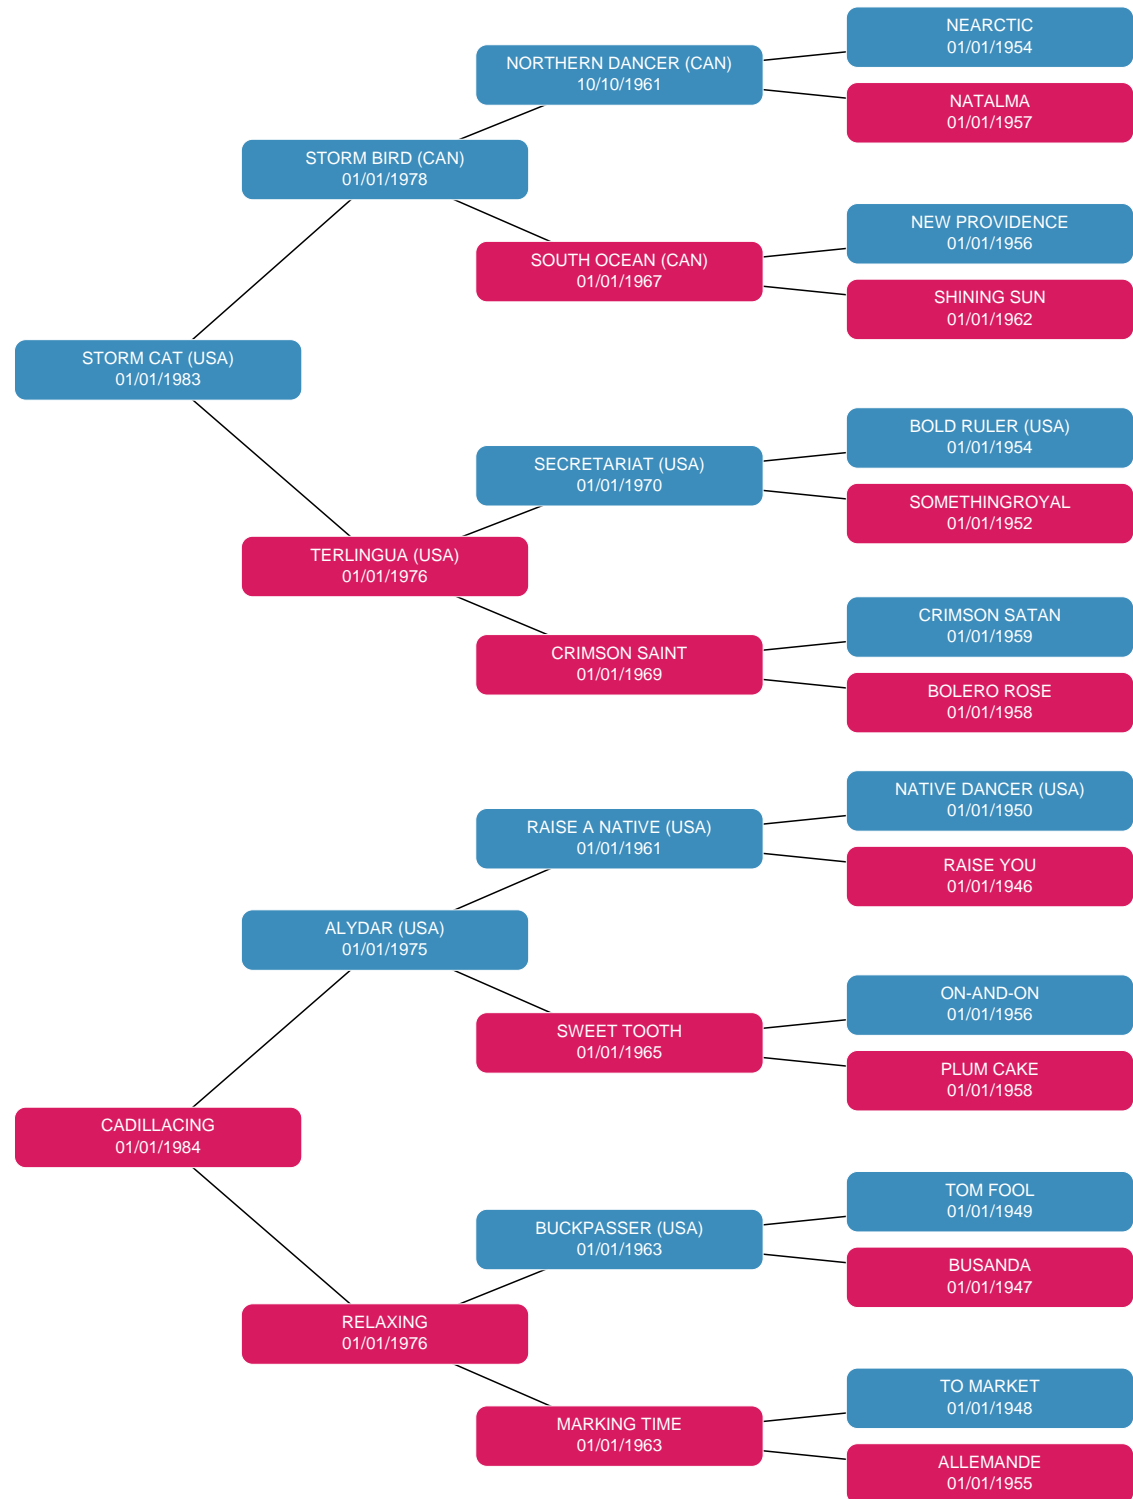 NEARCTIC
01/01/1954
NORTHERN DANCER (CAN)
10/10/1961
NATALMA
01/01/1957
STORM BIRD (CAN)
01/01/1978
NEW PROVIDENCE
01/01/1956
SOUTH OCEAN (CAN)
01/01/1967
SHINING SUN
01/01/1962
STORM CAT (USA)
01/01/1983
BOLD RULER (USA)
01/01/1954
SECRETARIAT (USA)
01/01/1970
SOMETHINGROYAL
01/01/1952
TERLINGUA (USA)
01/01/1976
CRIMSON SATAN
01/01/1959
CRIMSON SAINT
01/01/1969
BOLERO ROSE
01/01/1958
NATIVE DANCER (USA)
01/01/1950
RAISE A NATIVE (USA)
01/01/1961
RAISE YOU
01/01/1946
ALYDAR (USA)
01/01/1975
ON-AND-ON
01/01/1956
SWEET TOOTH
01/01/1965
PLUM CAKE
01/01/1958
CADILLACING
01/01/1984
TOM FOOL
01/01/1949
BUCKPASSER (USA)
01/01/1963
BUSANDA
01/01/1947
RELAXING
01/01/1976
TO MARKET
01/01/1948
MARKING TIME
01/01/1963
ALLEMANDE
01/01/1955